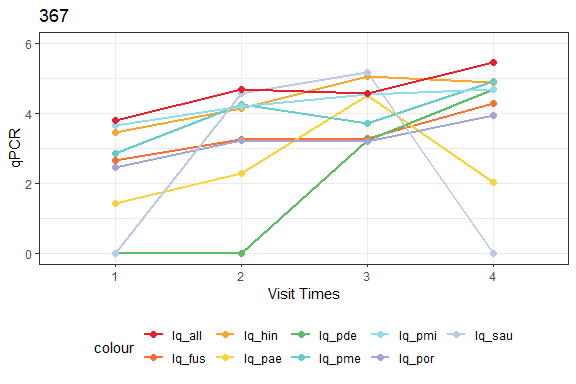 367
qPCR
6
4
2
0
1 2 3 4
Visit Times
colour
lq_all lq_hin lq_pde lq_pmi lq_sau
lq_fus lq_pae lq_pme lq_por